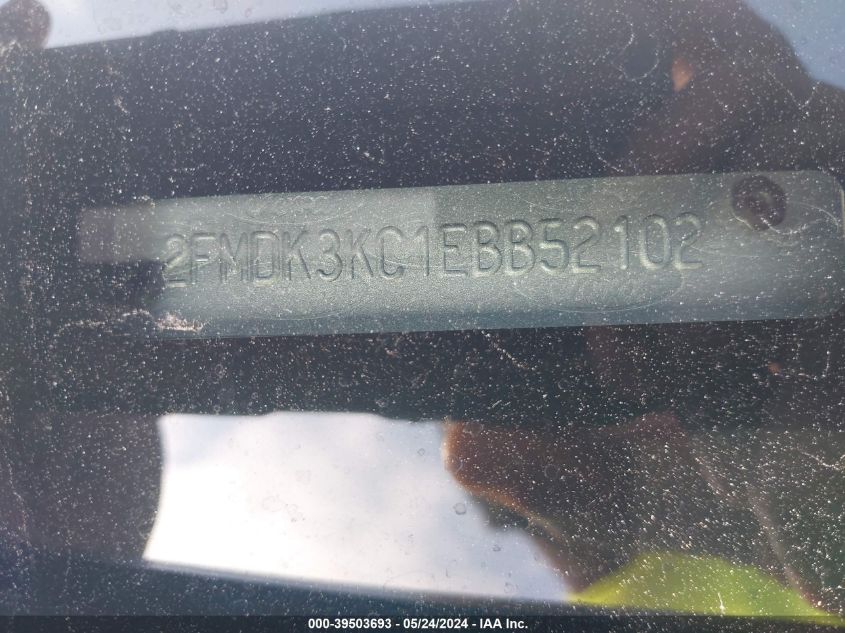 2FMDK3KC1EBB52102
000-39503693 - 05/24/2024 - IAA Inc.